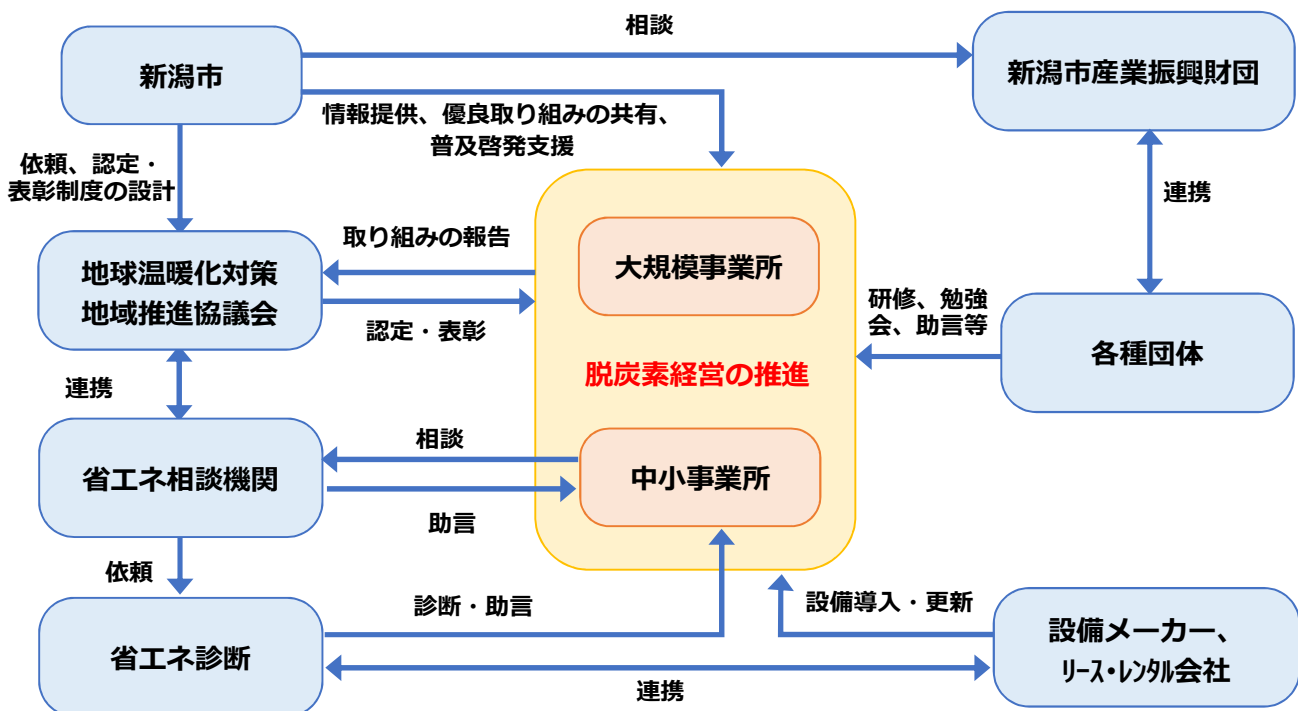 相談
新潟市
新潟市産業振興財団
情報提供、優良取り組みの共有、
普及啓発支援
依頼、認定・
表彰制度の設計
連携
地球温暖化対策
地域推進協議会
取り組みの報告
認定・表彰
大規模事業所
研修、勉強
会、助言等
各種団体
脱炭素経営の推進
連携
省エネ相談機関
相談
助言
中小事業所
依頼
省エネ診断
診断・助言
設備導入・更新
設備メーカー、
リース・レンタル会社
連携